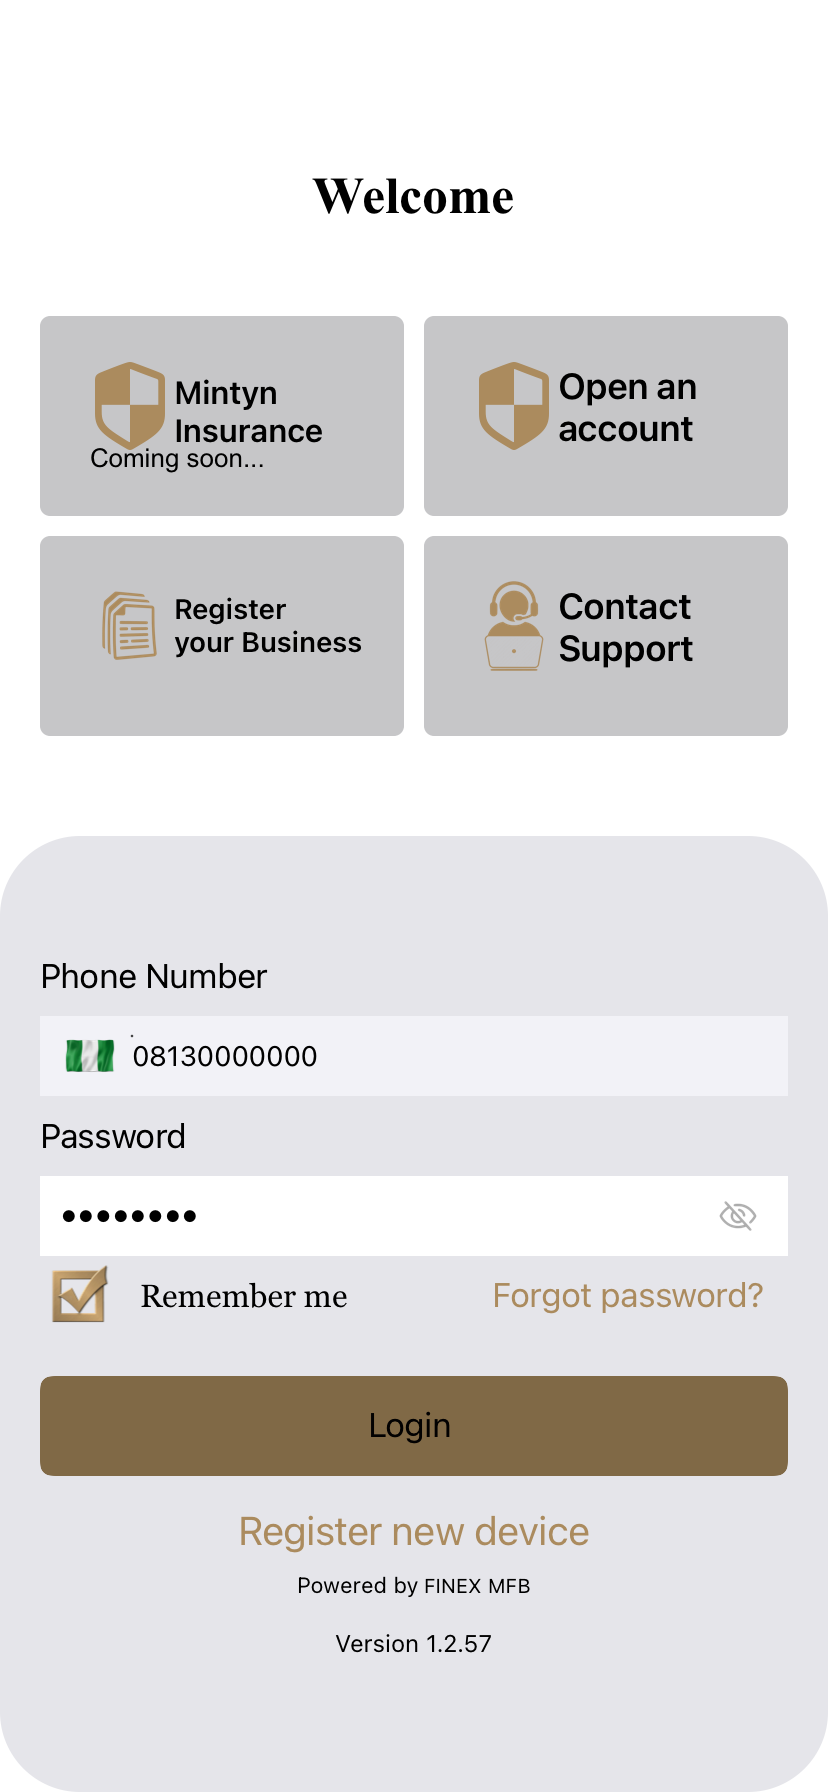 Welcome
Mintyn
Insurance
Coming soon...
Open an
account
Register
your Business
Contact
Support
Phone Number
08130000000
Password
••••••••
Remember me
Forgot password?
Login
Register new device
Powered by FINEX MFB
Version 1.2.57